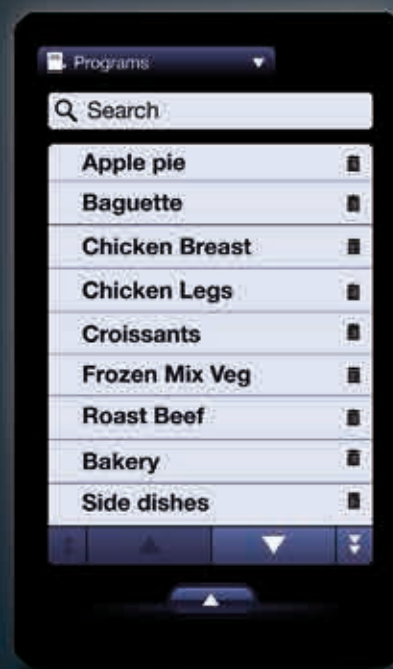 Programs
Search
Apple pie
Baguette
Chicken Breast
Chicken Legs
Croissants
Frozen Mix Veg
Roast Beef
Bakery
Side dishes